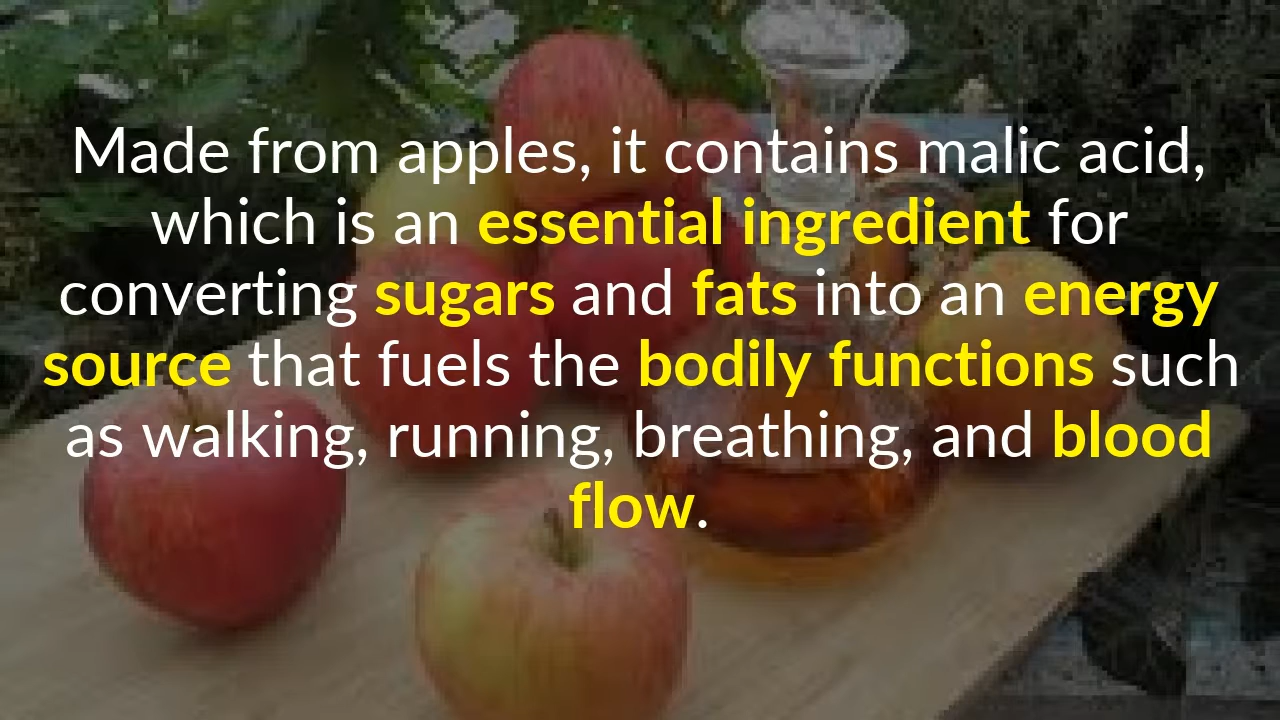 Made from apples, it contains malic acid,
which is an essential ingredient for
converting sugars and fats into an energy
source that fuels the bodily functions such
as walking, running, breathing, and blood
flow.